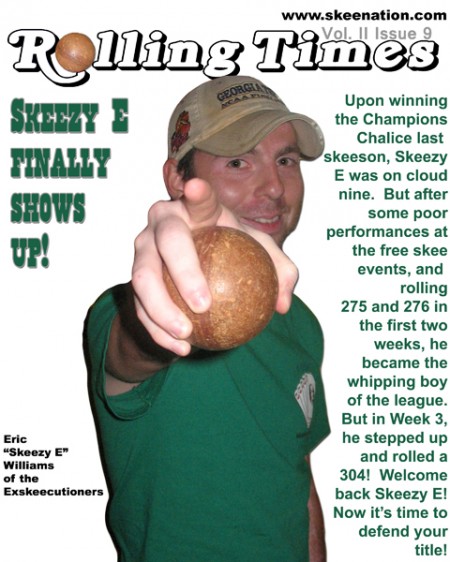 www.skeenation.com
Rolling Times
Vol. II Issue 9
Skeezy E
finally
shows
up!
Upon winning
the Champions
Chalice last
skeeson, Skeezy
E was on cloud
nine. But after
some poor
performances at
the free skee
events, and
rolling
275 and 276 in
the first two
weeks, he
became the
whipping boy
of the league.
But in Week 3,
he stepped up
and rolled a
304! Welcome
back Skeezy E!
Now it's time to
defend your
title!
Eric
"Skeezy E"
Williams
of the
Exskeecutioners